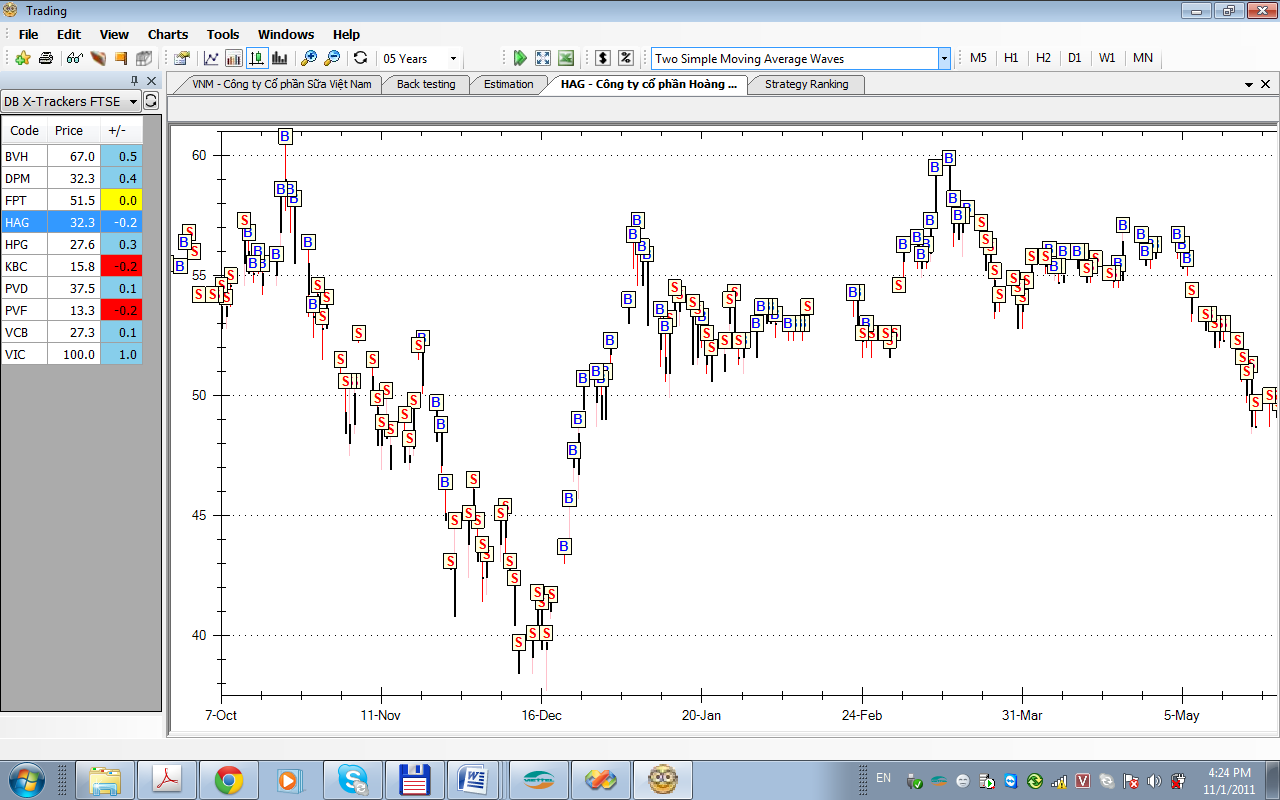 Trading
File Edit View Charts Tools Windows Help
05 Years Two Simple Moving Average Waves M5 H1 H2 D1 W1 MN
VNM - Công ty Cổ phần Sữa Việt Nam Back testing Estimation HAG - Công ty cổ phần Hoàng ... Strategy Ranking
DB X-Trackers FTSE
Code Price +/-
BVH 67.0 0.5
DPM 32.3 0.4
FPT 51.5 0.0
HAG 32.3 -0.2
HPG 27.6 0.3
KBC 15.8 -0.2
PVD 37.5 0.1
PVF 13.3 -0.2
VCB 27.3 0.1
VIC 100.0 1.0
60
55
50
45
40
7-Oct 11-Nov 16-Dec 20-Jan 24-Feb 31-Mar 5-May
EN 4:24 PM
11/1/2011